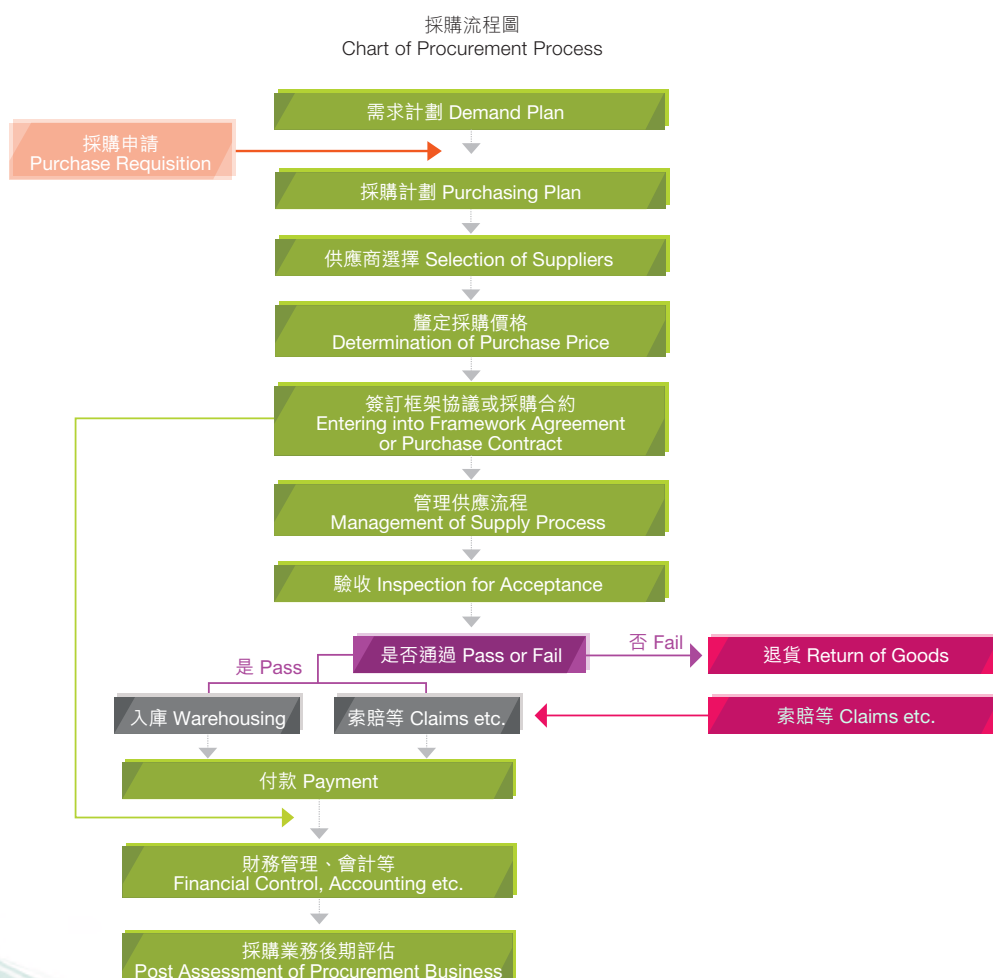 採購流程圖
Chart of Procurement Process
需求計劃 Demand Plan
採購申請
Purchase Requisition
採購計劃 Purchasing Plan
供應商選擇 Selection of Suppliers
釐定採購價格
Determination of Purchase Price
簽訂框架協議或採購合約
Entering into Framework Agreement
or Purchase Contract
管理供應流程
Management of Supply Process
驗收 Inspection for Acceptance
是否通過 Pass or Fail
否 Fail
退貨 Return of Goods
是 Pass
入庫 Warehousing
索賠等 Claims etc.
索賠等 Claims etc.
付款 Payment
財務管理、會計等
Financial Control, Accounting etc.
採購業務後期評估
Post Assessment of Procurement Business